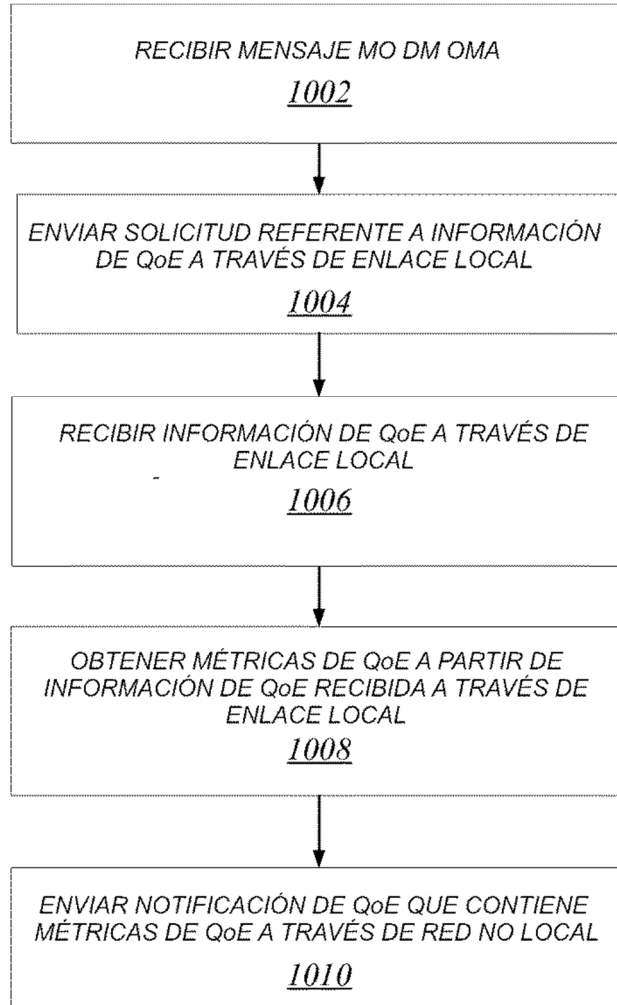 RECIBIR MENSAJE MO DM OMA
1002
ENVIAR SOLICITUD REFERENTE A INFORMACIÓN
DE QoE A TRAVÉS DE ENLACE LOCAL
1004
RECIBIR INFORMACIÓN DE QoE A TRAVÉS DE
ENLACE LOCAL
1006
OBTENER MÉTRICAS DE QoE A PARTIR DE
INFORMACIÓN DE QoE RECIBIDA A TRAVÉS DE
ENLACE LOCAL
1008
ENVIAR NOTIFICACIÓN DE QoE QUE CONTIENE
MÉTRICAS DE QoE A TRAVÉS DE RED NO LOCAL
1010